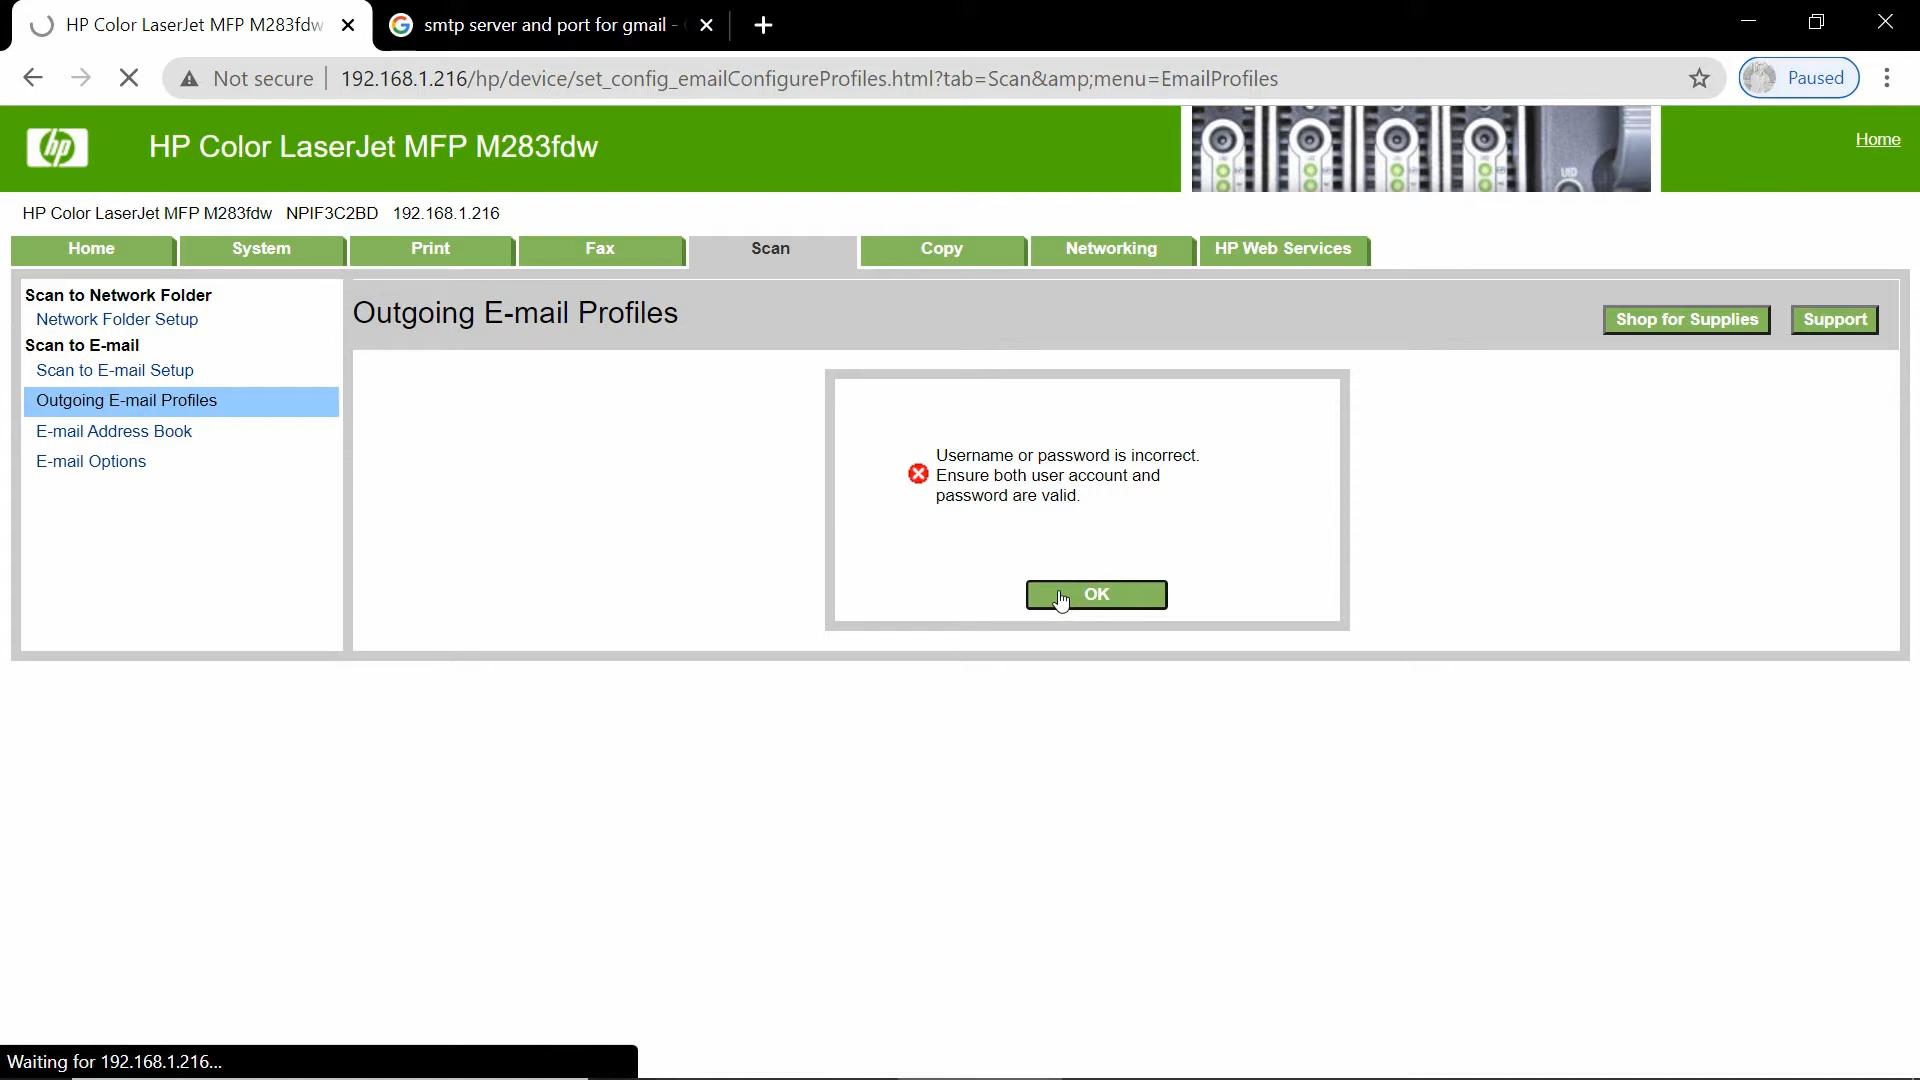 HP Color LaserJet MFP M283fdw
smtp server and port for gmail -
Not secure
192.168.1.216/hp/device/set_config_emailConfigureProfiles.html?tab=Scan&amp;menu=EmailProfiles
Paused
hp
HP Color LaserJet MFP M283fdw
UID
Home
HP Color LaserJet MFP M283fdw NPIF3C2BD 192.168.1.216
Home
System
Print
Fax
Scan
Copy
Networking
HP Web Services
Scan to Network Folder
Network Folder Setup
Scan to E-mail
Scan to E-mail Setup
Outgoing E-mail Profiles
E-mail Address Book
E-mail Options
Outgoing E-mail Profiles
Shop for Supplies
Support
Username or password is incorrect.
Ensure both user account and
password are valid.
OK
Waiting for 192.168.1.216...